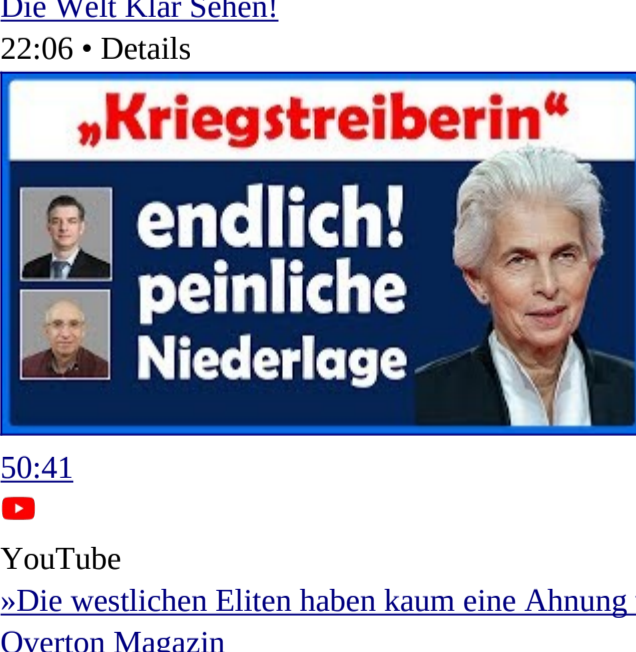 Die Welt Klar Sehen!
22:06 • Details
„Kriegstreiberin“
endlich!
peinliche
Niederlage
50:41
YouTube
»Die westlichen Eliten haben kaum eine Ahnung
Overton Magazin